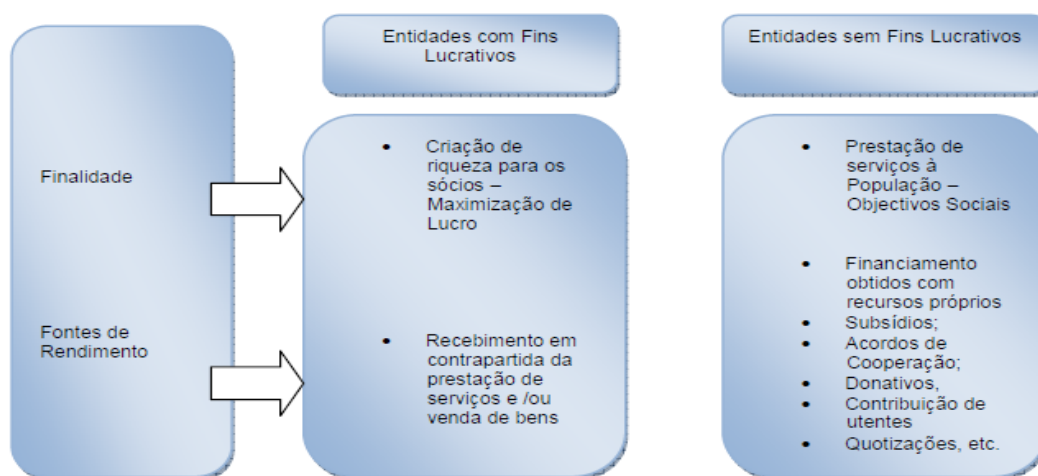 Entidades com Fins
Lucrativos
Entidades sem Fins Lucrativos
Finalidade
• Criação de
riqueza para os
sócios –
Maximização de
Lucro
• Prestação de
serviços à
População –
Objectivos Sociais
Fontes de
Rendimento
• Recebimento em
contrapartida da
prestação de
serviços e /ou
venda de bens
• Financiamento
obtidos com
recursos próprios
• Subsídios;
• Acordos de
Cooperação;
• Donativos,
• Contribuição de
utentes
• Quotizações, etc.